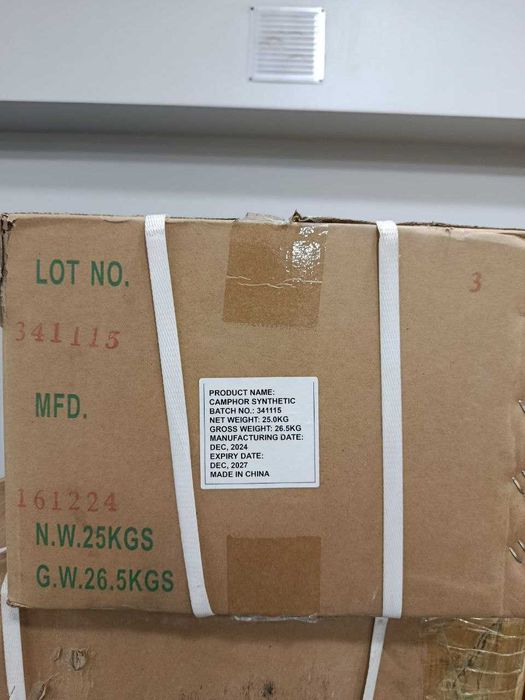 LOT NO.
3
341115
MFD.
PRODUCT NAME:
CAMPHOR SYNTHETIC
BATCH NO.: 341115
NET WEIGHT: 25.0KG
GROSS WEIGHT: 26.5KG
MANUFACTURING DATE:
DEC, 2024
EXPIRY DATE:
DEC, 2027
MADE IN CHINA
161224
N.W.25KGS
G.W.26.5KGS